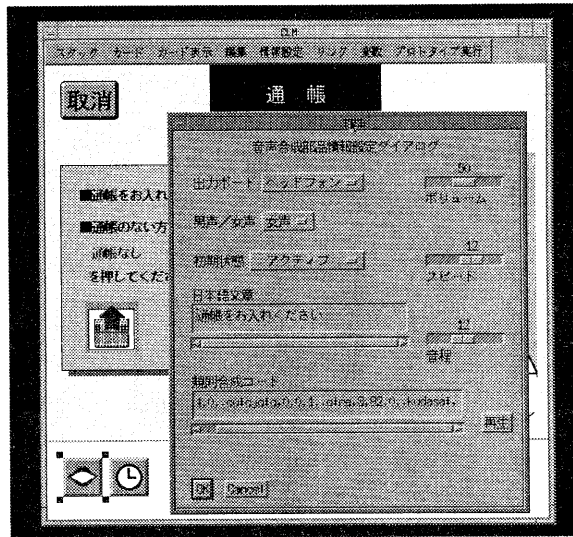 CLM
スタック カード カード表示 編集 情報設定 リンク 変数 プロトタイプ実行
取消
通 帳
音声合成部品情報設定ダイアログ
出力ポート ヘッドフォン
50
ボリューム
男声／女声 女声
初期状態 アクティブ
12
スピード
■通帳をお入れ
■通帳のない方
通帳なし
を押してくださ
日本語文章
通帳をお入れください
12
音程
規則合成コード
再生
OK Cancel